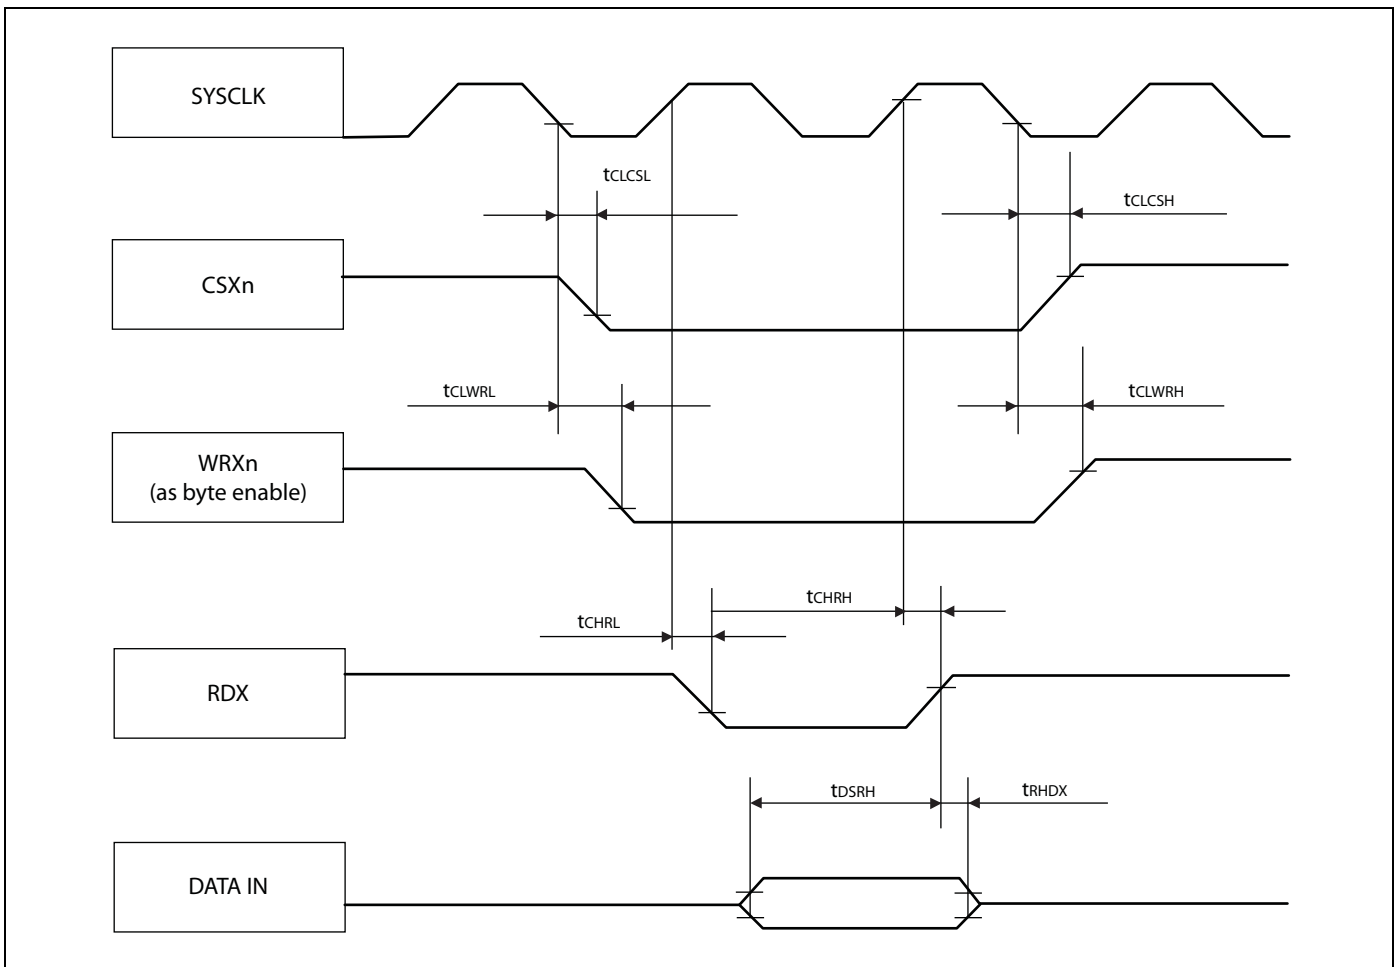 SYSCLK
tCLCSL
tCLCSH
CSXn
tCLWRL
tCLWRH
WRXn
(as byte enable)
tCHRH
tCHRL
RDX
tDSRH
tRHDX
DATA IN